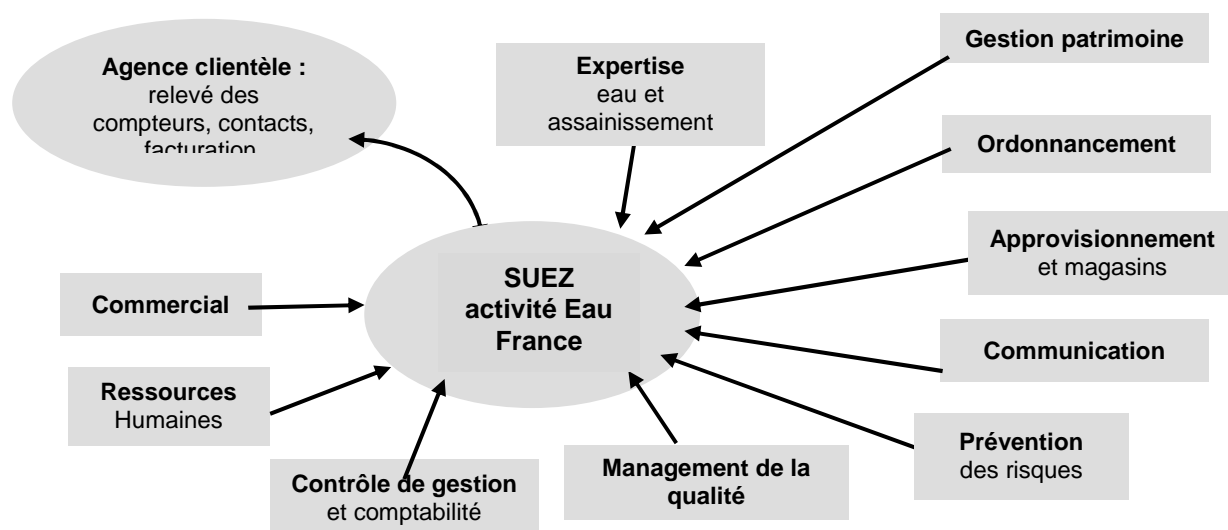 Agence clientèle :
relevé des
compteurs, contacts,
facturation
Expertise
eau et
assainissement
Gestion patrimoine
Ordonnancement
Approvisionnement
et magasins
SUEZ
activité Eau
France
Commercial
Communication
Ressources
Humaines
Prévention
des risques
Management de la
qualité
Contrôle de gestion
et comptabilité